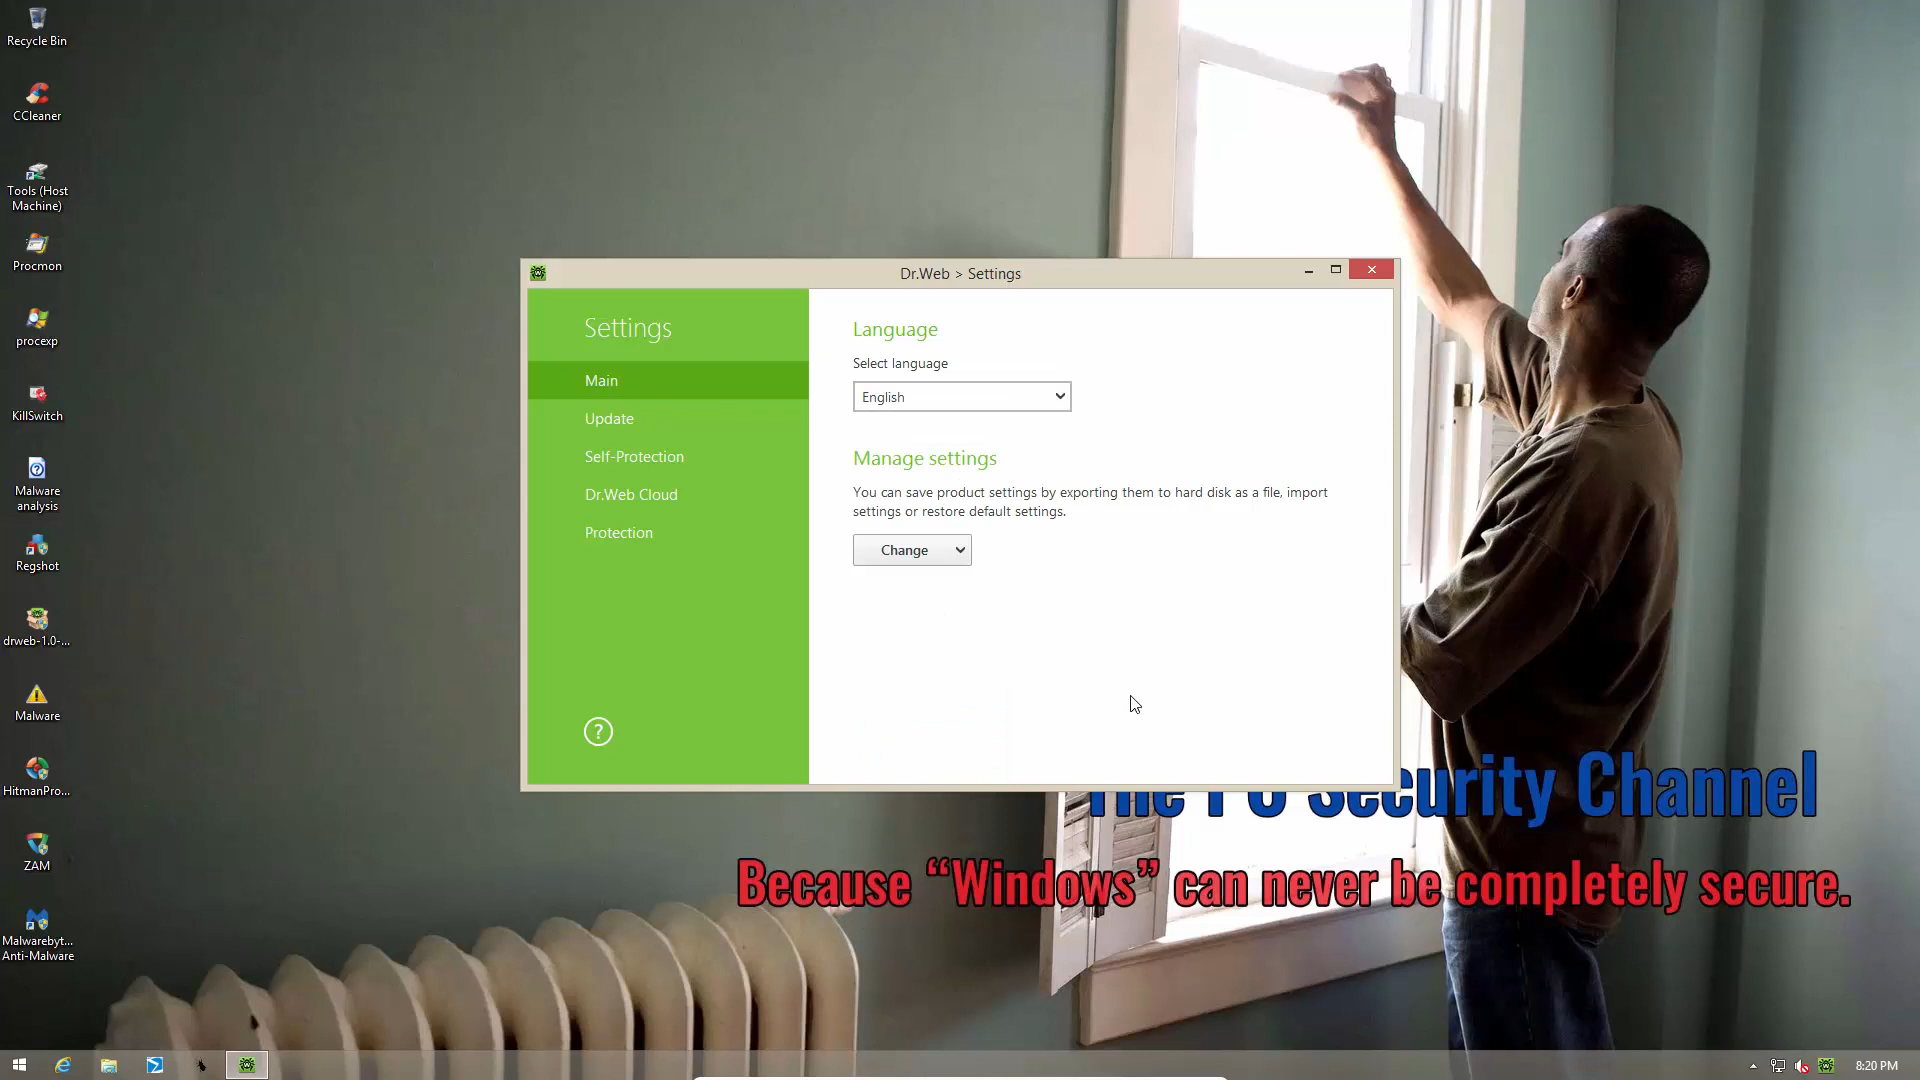 Recycle Bin
CCleaner
Tools (Host
Machine)
Procmon
procexp
KillSwitch
Malware
analysis
Regshot
drweb-1.0-...
Malware
HitmanPro...
ZAM
Malwarebyt...
Anti-Malware
Dr.Web > Settings
Settings
Main
Update
Self-Protection
Dr.Web Cloud
Protection
?
Language
Select language
English
Manage settings
You can save product settings by exporting them to hard disk as a file, import
settings or restore default settings.
Change
The PC Security Channel
Because “Windows” can never be completely secure.
8:20 PM